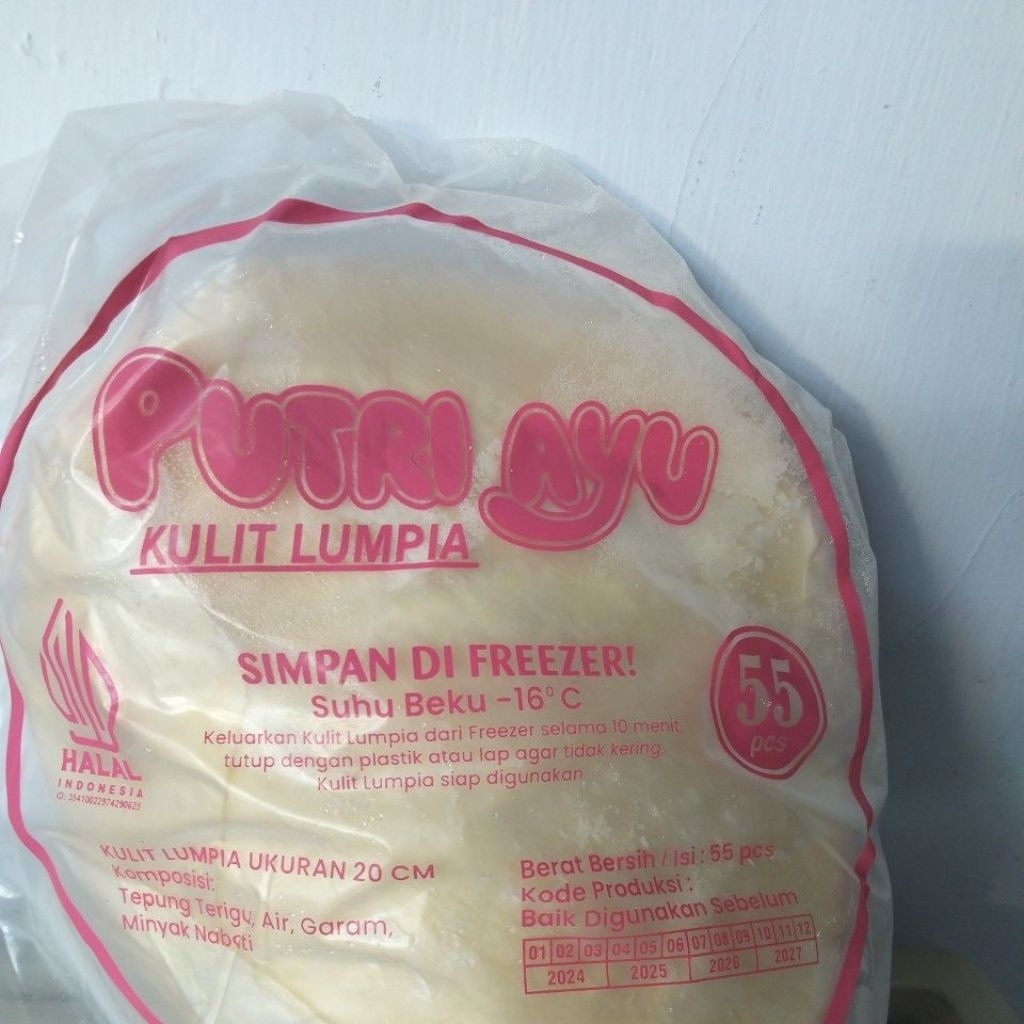 PUTRI AYU
KULIT LUMPIA
SIMPAN DI FREEZER!
Suhu Beku -16⁰ C
Keluarkan Kulit Lumpia dari Freezer selama 10 menit
tutup dengan plastik atau lap agar tidak kering.
Kulit Lumpia siap digunakan
55
pcs
HALAL
INDONESIA
ID: 35410022974290625
KULIT LUMPIA UKURAN 20 CM
Komposisi:
Tepung Terigu, Air, Garam,
Minyak Nabati
Berat Bersih / Isi : 55 pcs
Kode Produksi :
Baik Digunakan Sebelum
01 02 03 04 05 06 07 08 09 10 11 12
2024 2025 2026 2027